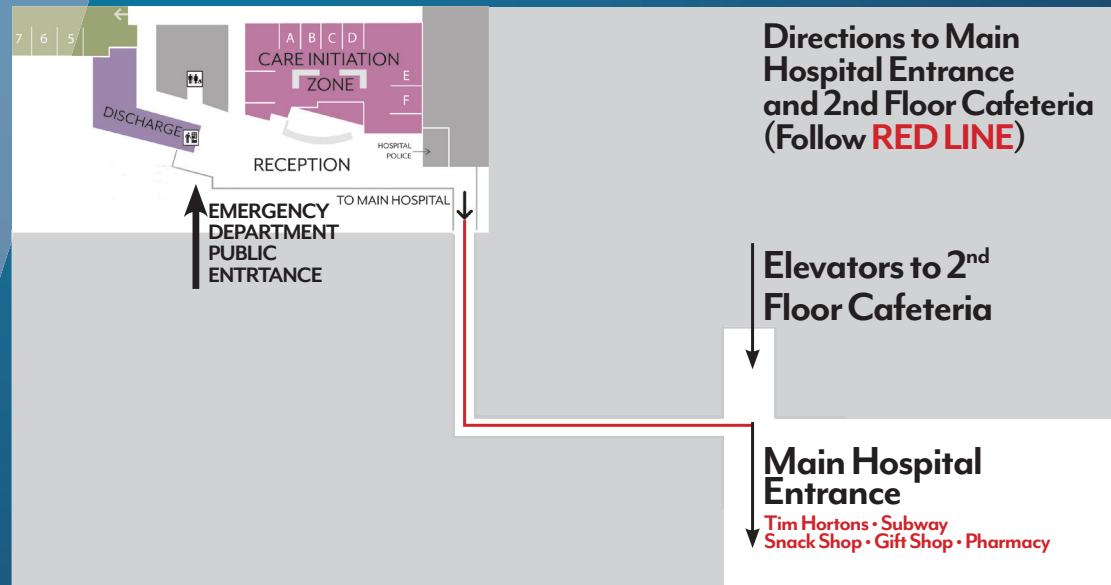 7 6 5
A B C D
CARE INITIATION
ZONE
E
F
DISCHARGE
HOSPITAL
POLICE
RECEPTION
TO MAIN HOSPITAL
EMERGENCY
DEPARTMENT
PUBLIC
ENTRTANCE
Directions to Main
Hospital Entrance
and 2nd Floor Cafeteria
(Follow RED LINE)
Elevators to 2nd
Floor Cafeteria
Main Hospital
Entrance
Tim Hortons • Subway
Snack Shop • Gift Shop • Pharmacy